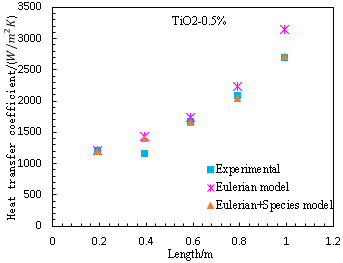 TiO2-0.5%
Heat transfer coefficient/(W/m²K)
3500
3000
2500
2000
1500
1000
500
0
Experimental
Eulerian model
Eulerian+Species model
0 0.2 0.4 0.6 0.8 1 1.2
Length/m